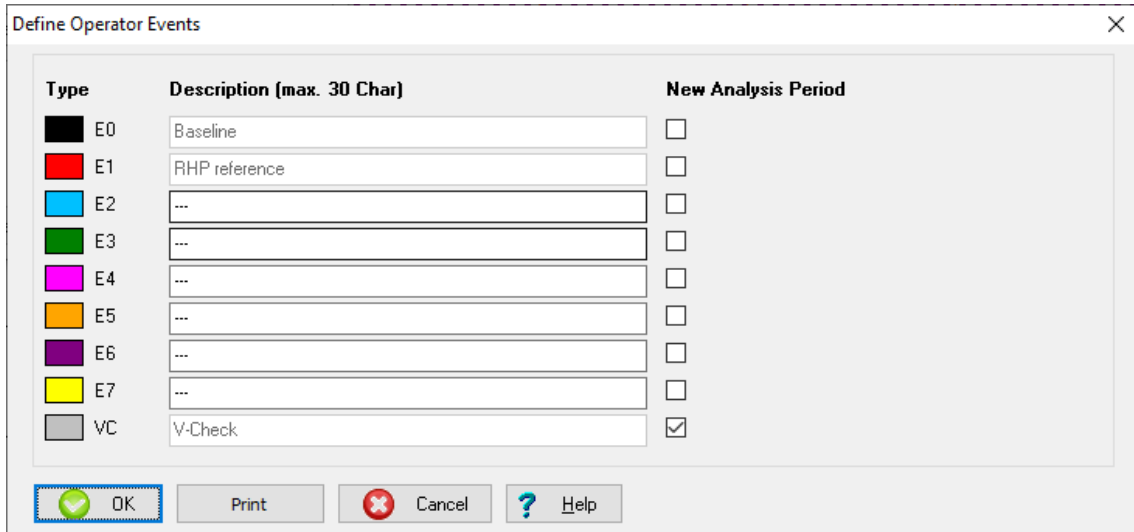 Define Operator Events
Type Description (max. 30 Char) New Analysis Period
E0 Baseline
E1 RHP reference
E2 ---
E3 ---
E4 ---
E5 ---
E6 ---
E7 ---
VC V-Check
OK Print Cancel ? Help